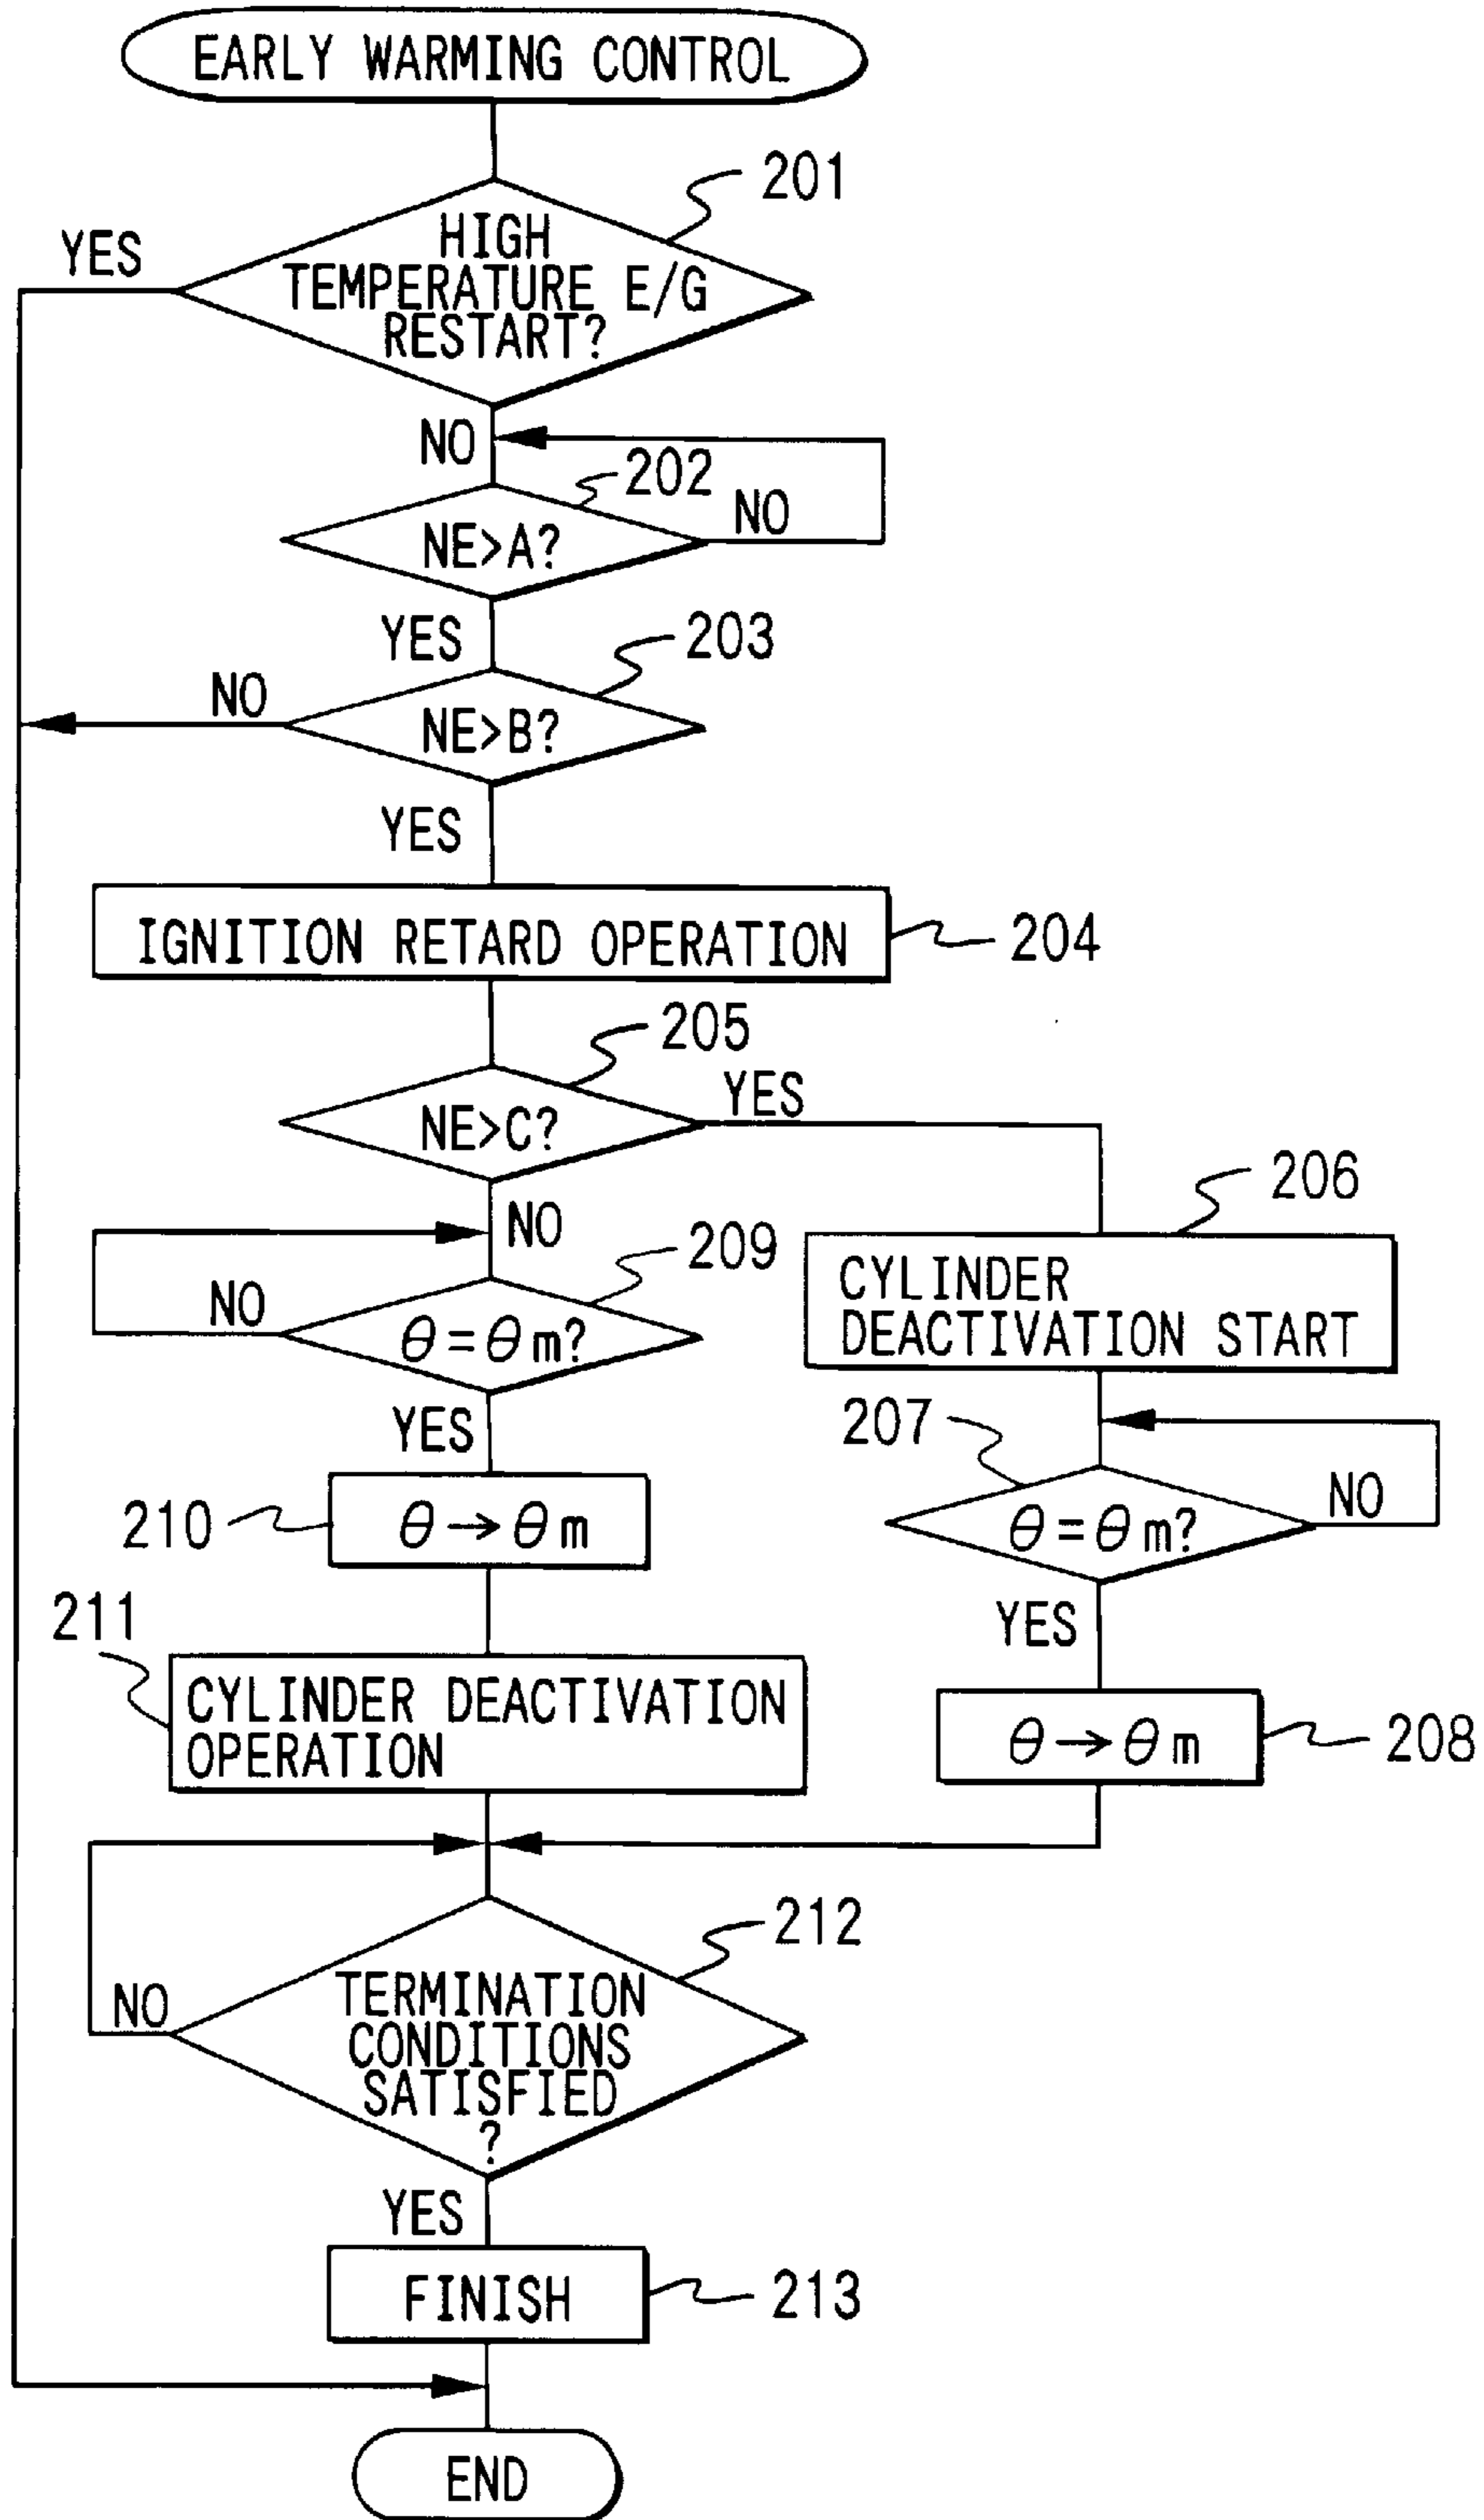 EARLY WARMING CONTROL
201
YES
HIGH
TEMPERATURE E/G
RESTART?
NO
202
NO
NE>A?
YES
203
NO
NE>B?
YES
IGNITION RETARD OPERATION
204
205
YES
NE>C?
206
NO
209
CYLINDER
DEACTIVATION START
NO
θ=θm?
207
YES
NO
210
θ→θm
θ=θm?
211
YES
CYLINDER DEACTIVATION
OPERATION
θ→θm
208
212
NO
TERMINATION
CONDITIONS
SATISFIED
?
YES
FINISH
213
END